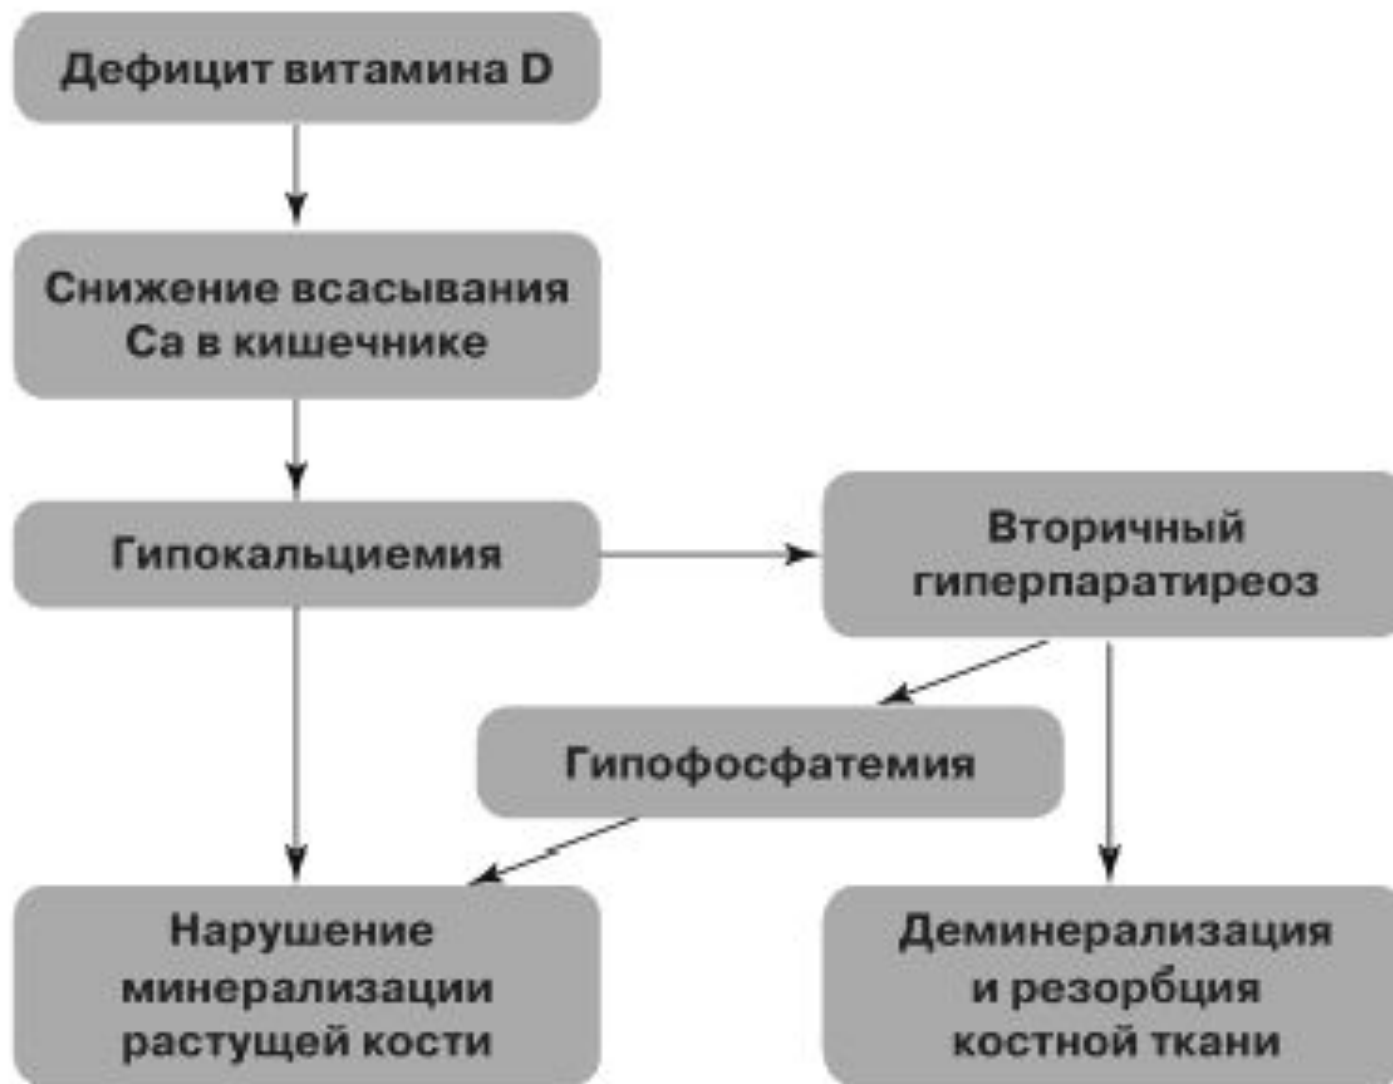 Дефицит витамина D
Снижение всасывания
Са в кишечнике
Гипокальциемия
Вторичный
гиперпаратиреоз
Гипофосфатемия
Нарушение
минерализации
растущей кости
Деминерализация
и резорбция
костной ткани